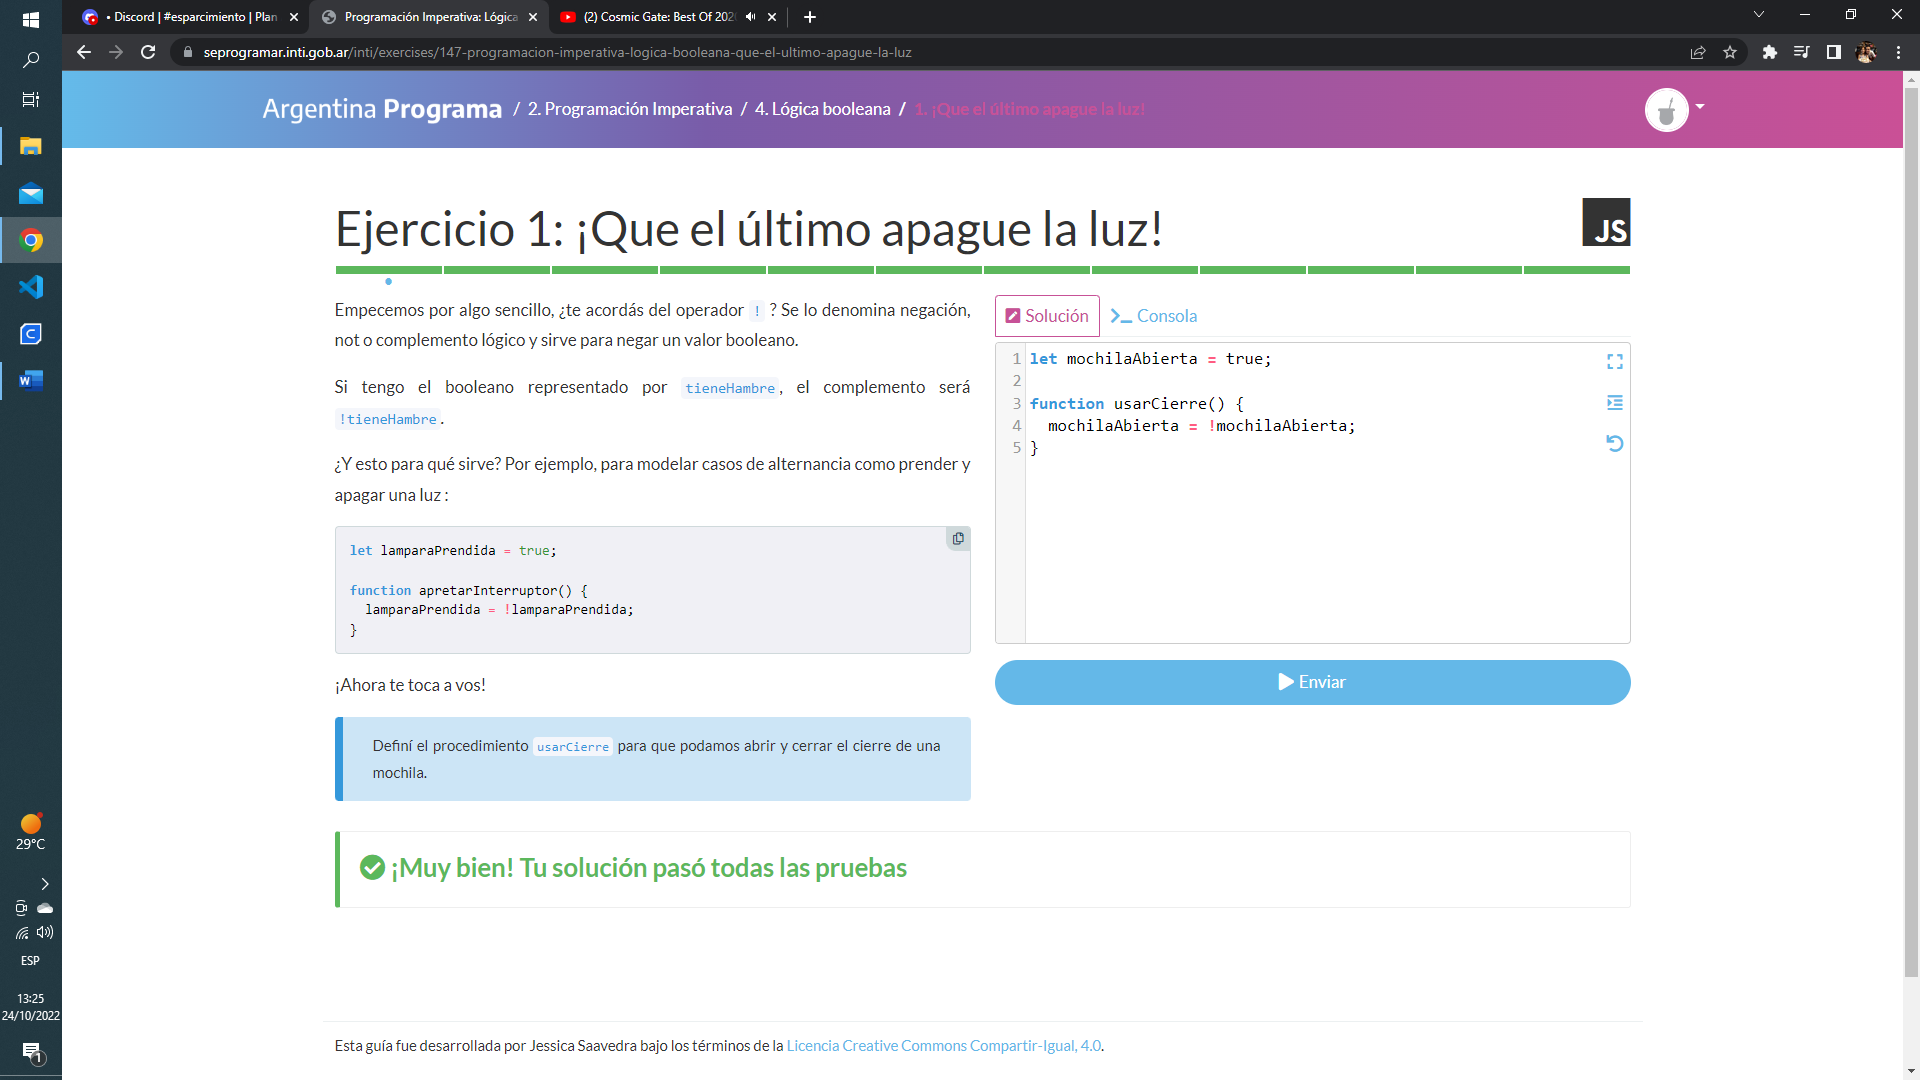 • Discord | #esparcimiento | Plan
Programación Imperativa: Lógica
(2) Cosmic Gate: Best Of 2020
seprogramar.inti.gob.ar/inti/exercises/147-programacion-imperativa-logica-booleana-que-el-ultimo-apague-la-luz
Argentina Programa / 2. Programación Imperativa / 4. Lógica booleana / 1. ¡Que el último apague la luz!
Ejercicio 1: ¡Que el último apague la luz!
JS
Empecemos por algo sencillo, ¿te acordás del operador ! ? Se lo denomina negación,
not o complemento lógico y sirve para negar un valor booleano.
Si tengo el booleano representado por tieneHambre, el complemento será
!tieneHambre.
¿Y esto para qué sirve? Por ejemplo, para modelar casos de alternancia como prender y
apagar una luz :
let lamparaPrendida = true;
function apretarInterruptor() {
lamparaPrendida = !lamparaPrendida;
}
¡Ahora te toca a vos!
Definí el procedimiento usarCierre para que podamos abrir y cerrar el cierre de una
mochila.
Solución
Consola
1 let mochilaAbierta = true;
2
3 function usarCierre() {
4 mochilaAbierta = !mochilaAbierta;
5 }
Enviar
¡Muy bien! Tu solución pasó todas las pruebas
Esta guía fue desarrollada por Jessica Saavedra bajo los términos de la Licencia Creative Commons Compartir-Igual, 4.0.
29°C
ESP
13:25
24/10/2022
1